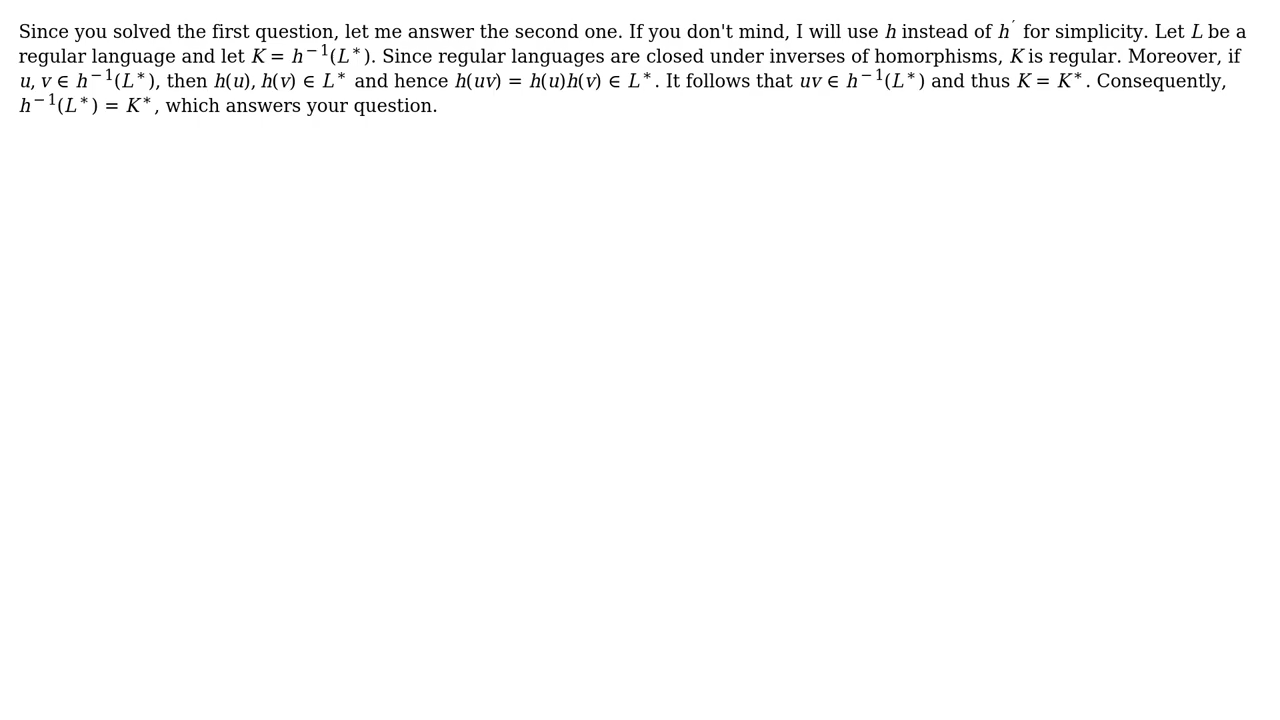 Since you solved the first question, let me answer the second one. If you don't mind, I will use h instead of h′ for simplicity. Let L be a
regular language and let K = h⁻¹(L*). Since regular languages are closed under inverses of homorphisms, K is regular. Moreover, if
u, v ∈ h⁻¹(L*), then h(u), h(v) ∈ L* and hence h(uv) = h(u)h(v) ∈ L*. It follows that uv ∈ h⁻¹(L*) and thus K = K*. Consequently,
h⁻¹(L*) = K*, which answers your question.